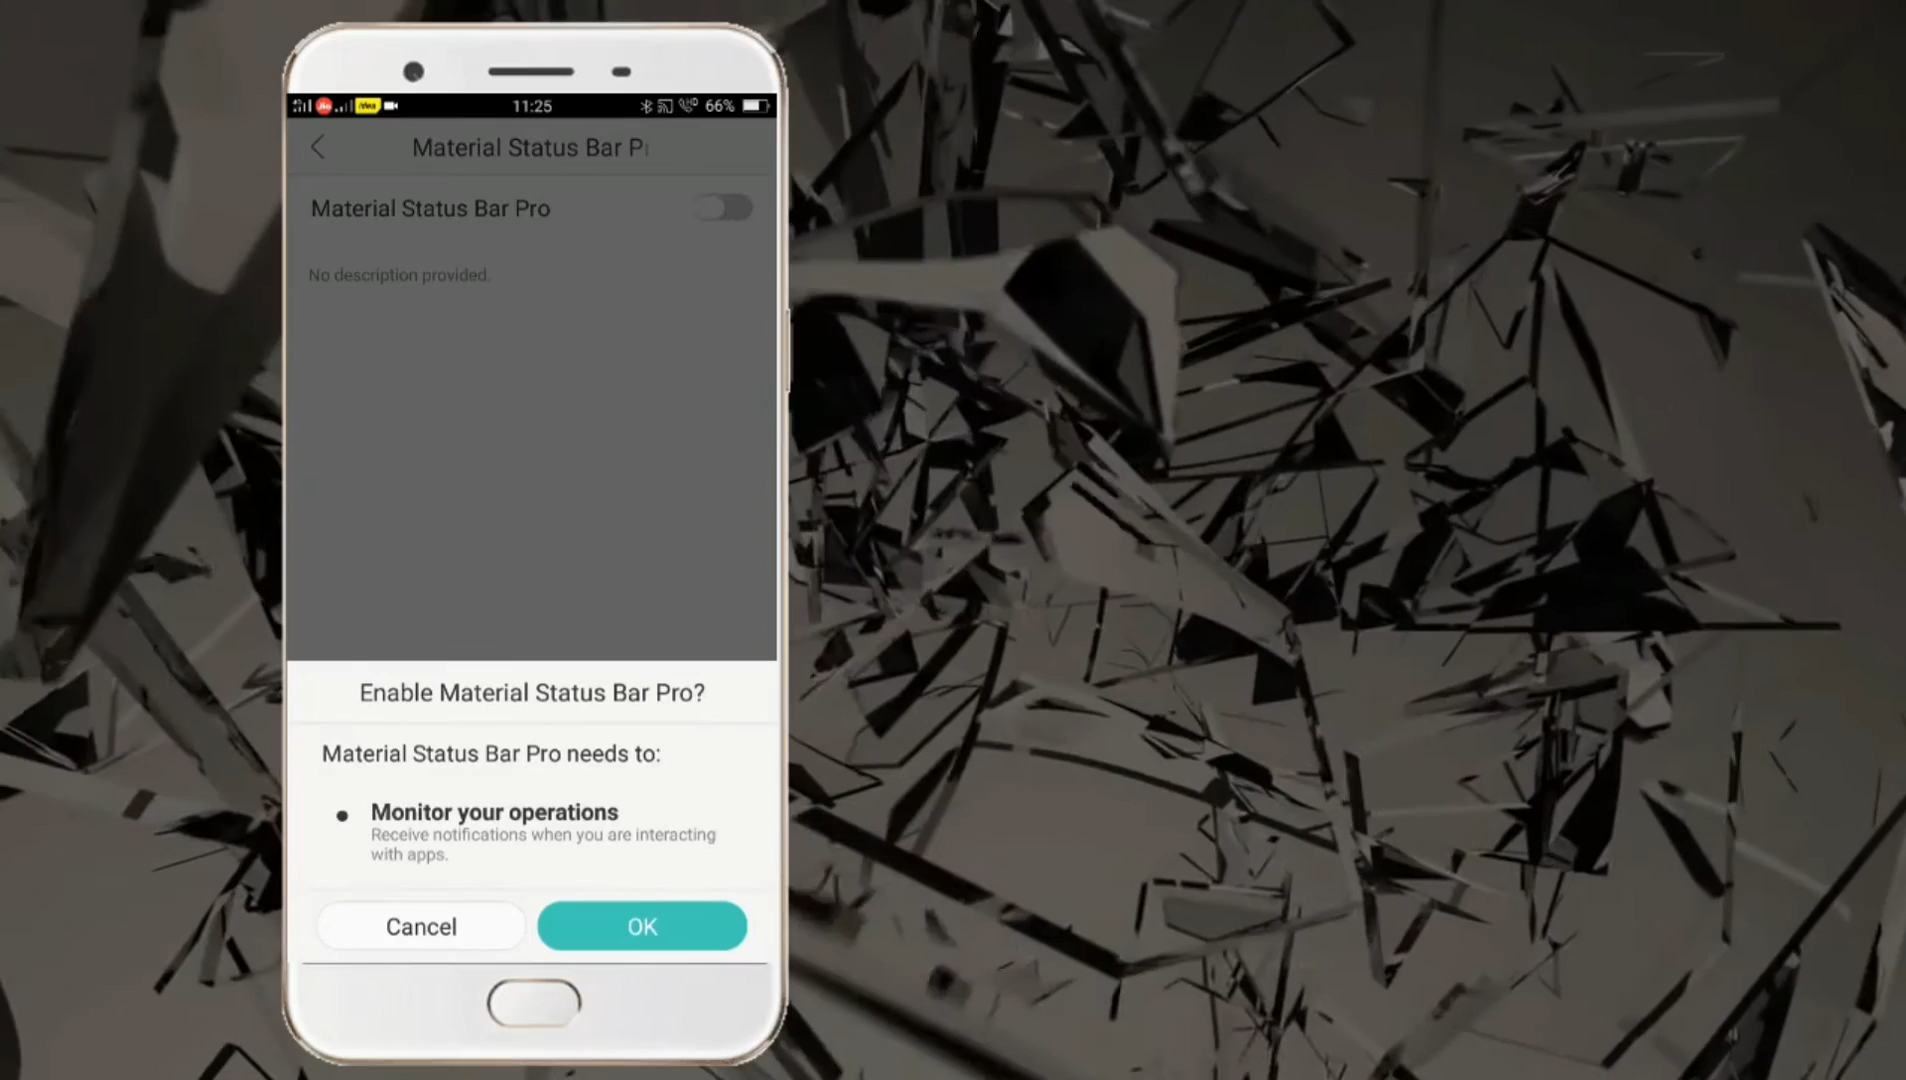 11:25
66%
Material Status Bar P
Material Status Bar Pro
No description provided.
Enable Material Status Bar Pro?
Material Status Bar Pro needs to:
Monitor your operations
Receive notifications when you are interacting
with apps.
Cancel
OK